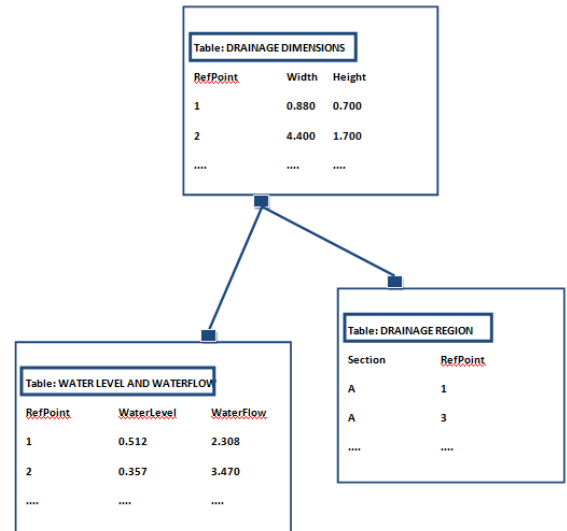 Table: DRAINAGE DIMENSIONS
RefPoint Width Height
1 0.880 0.700
2 4.400 1.700
.... .... ....
Table: WATER LEVEL AND WATERFLOW
RefPoint WaterLevel WaterFlow
1 0.512 2.308
2 0.357 3.470
.... .... ....
Table: DRAINAGE REGION
Section RefPoint
A 1
A 3
.... ....